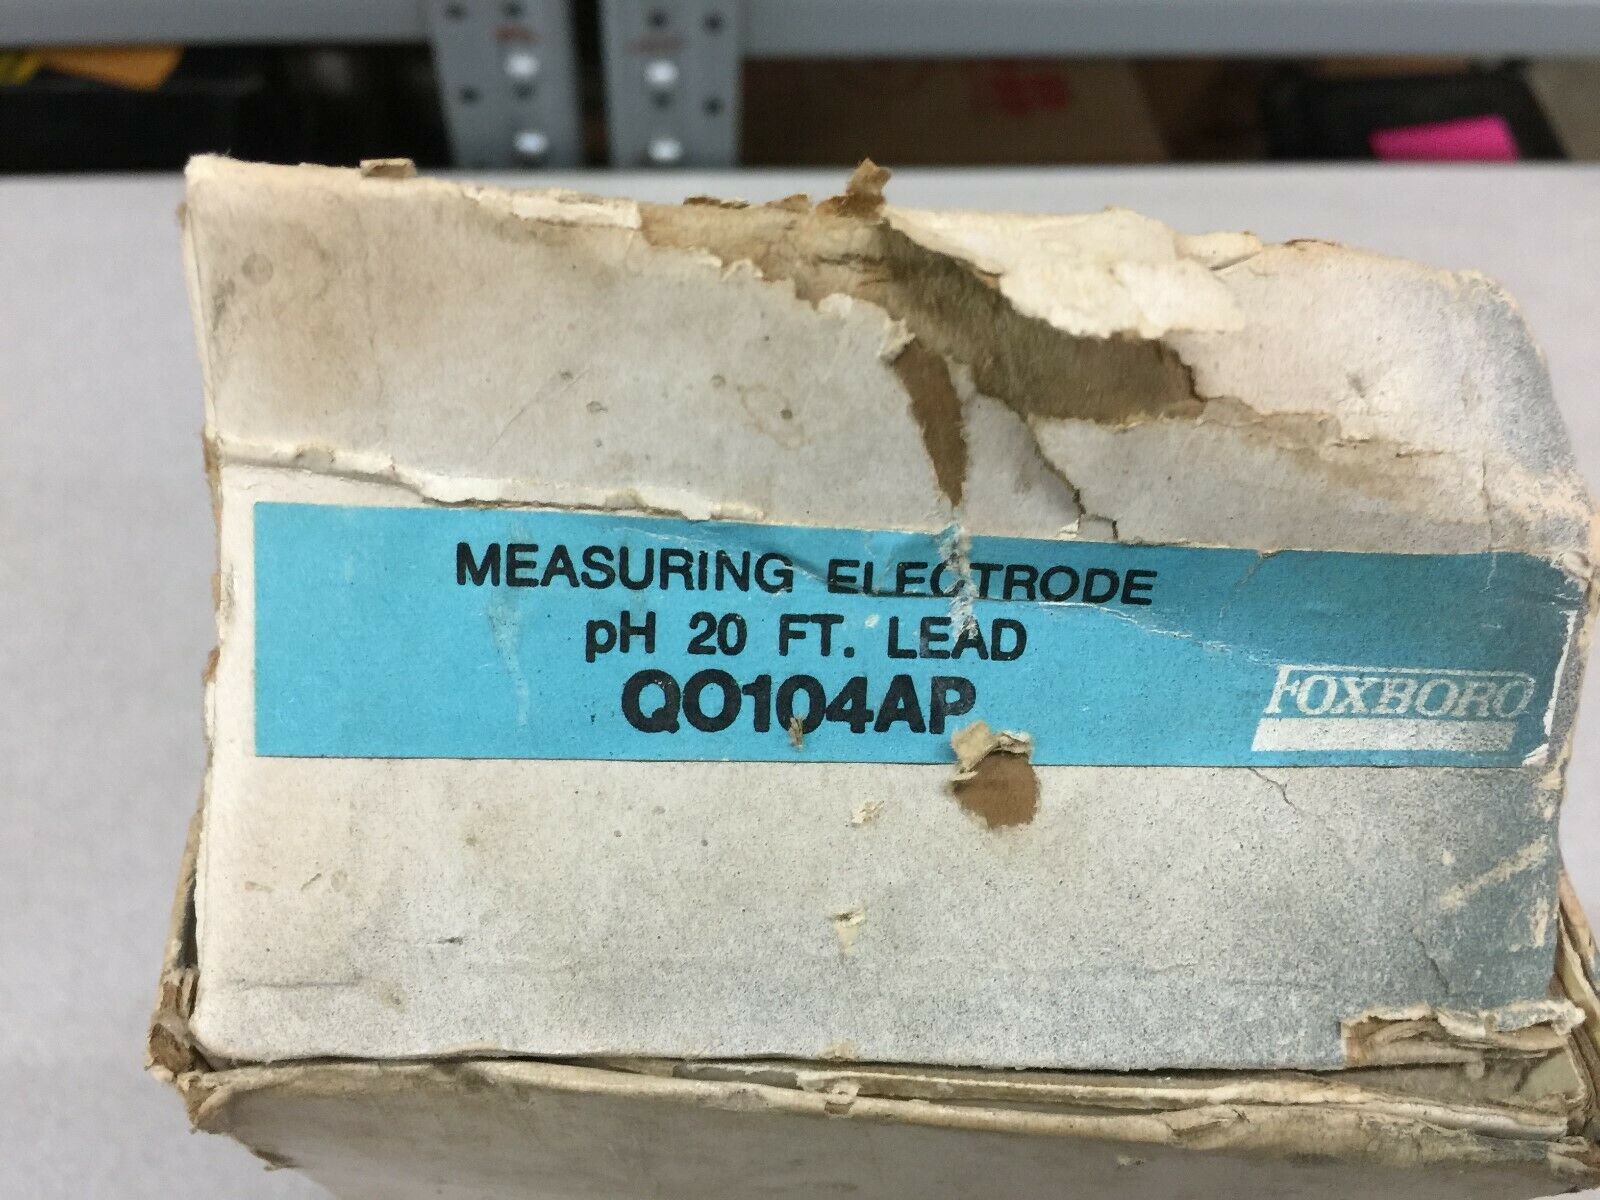 MEASURING ELECTRODE
pH 20 FT. LEAD
QO104AP
FOXBORO